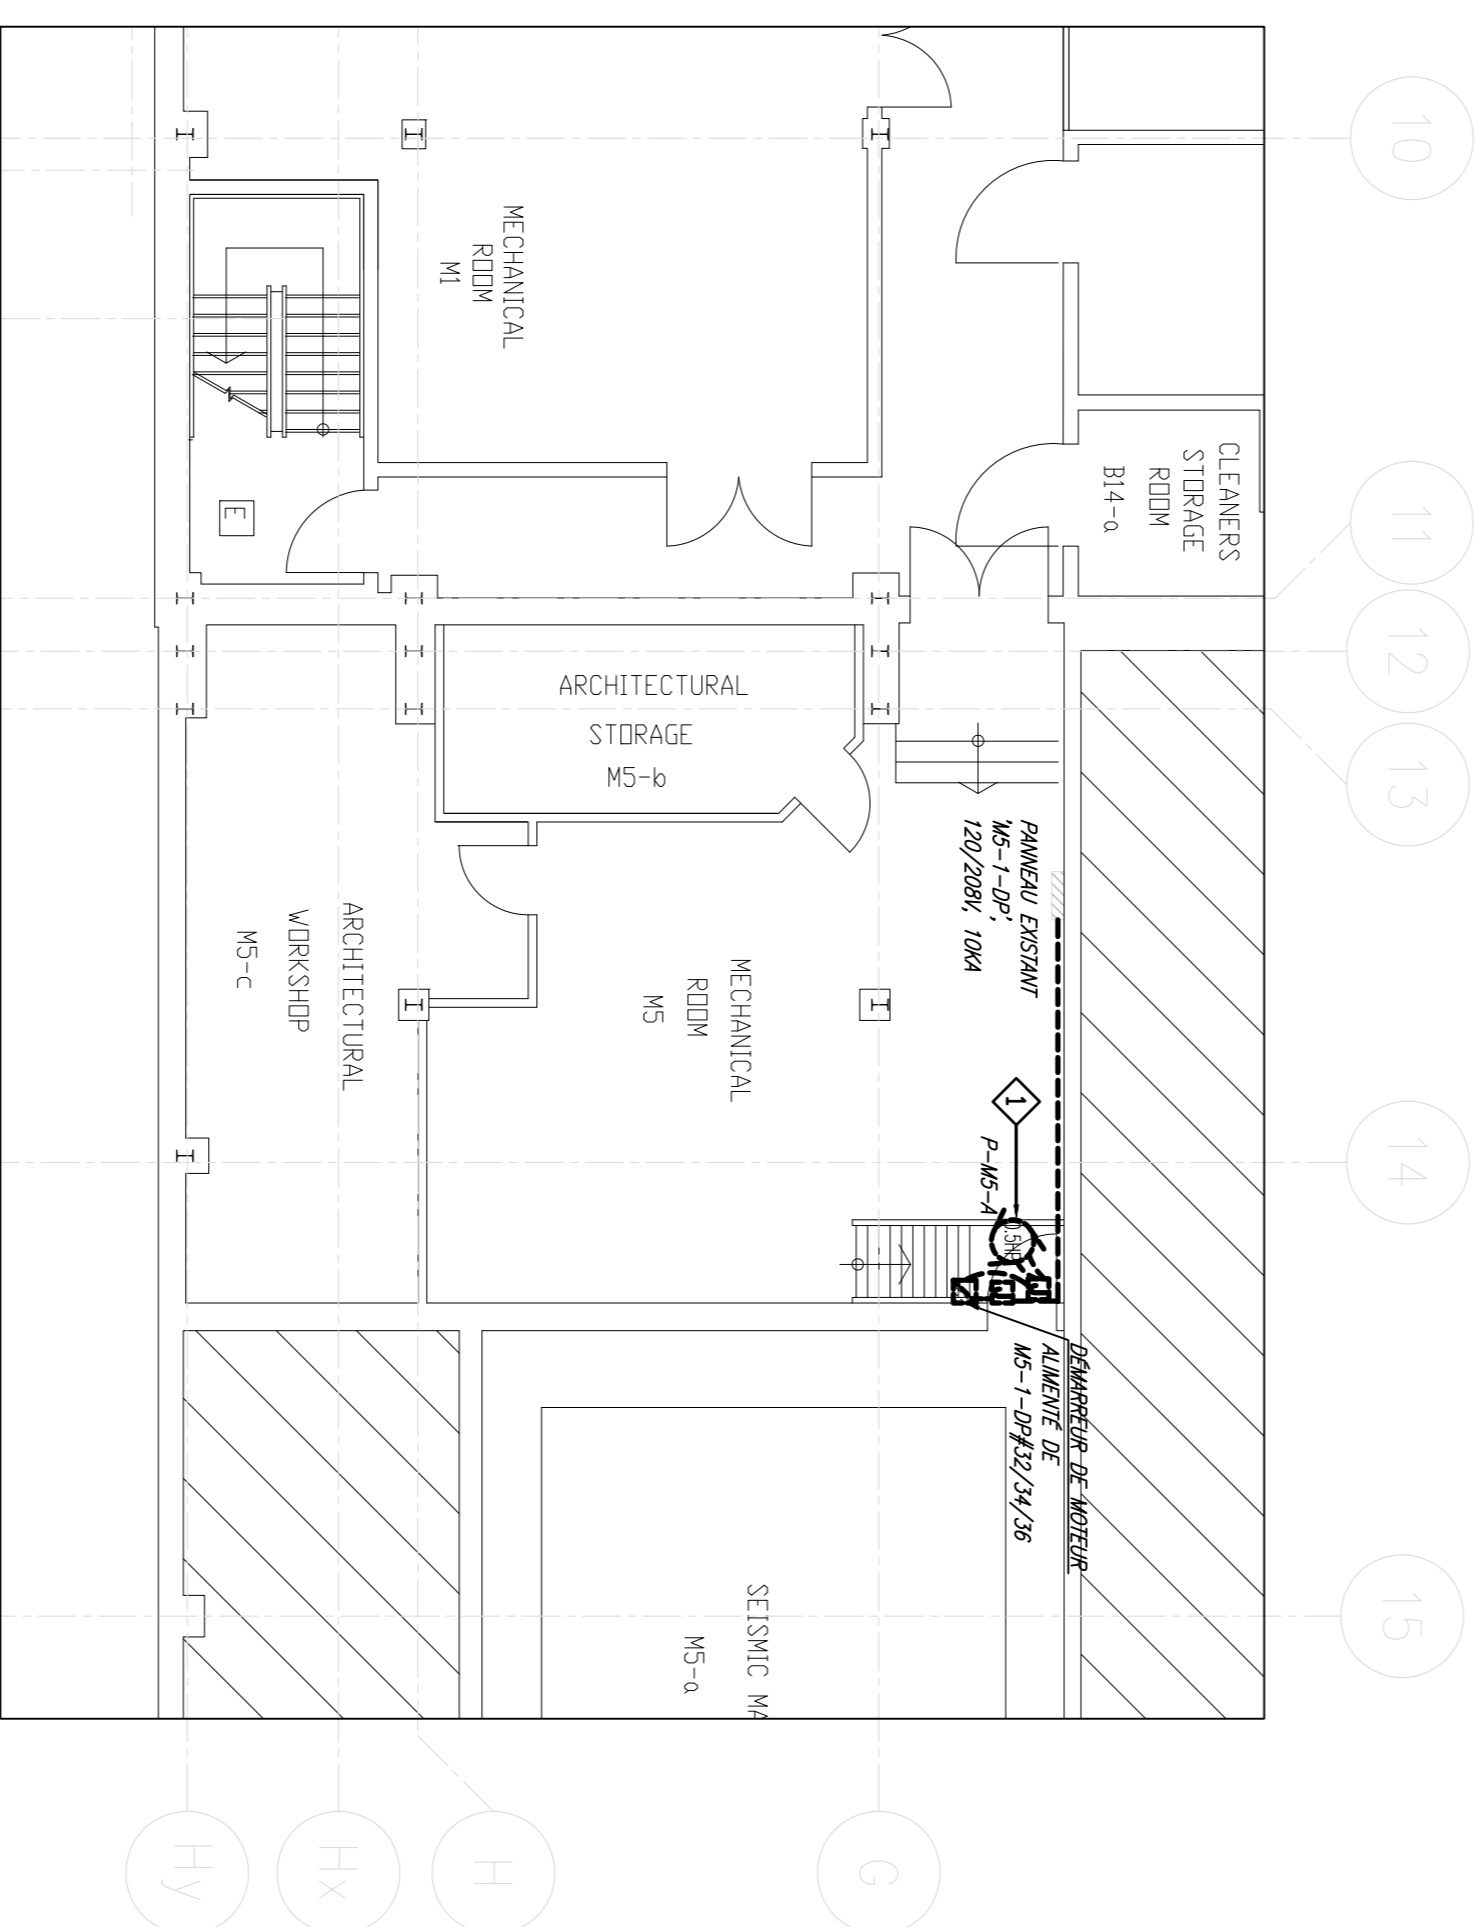 10
11
12
13
14
15
MECHANICAL
ROOM
M1
CLEANERS
STORAGE
ROOM
B14-a
E
ARCHITECTURAL
STORAGE
M5-b
PANNEAU EXISTANT
'M5-1-DP',
120/208V, 10KA
MECHANICAL
ROOM
M5
ARCHITECTURAL
WORKSHOP
M5-c
1
P-M5-A
0.5HP
DÉMARREUR DE MOTEUR
ALIMENTÉ DE
M5-1-DP#32/34/36
SEISMIC MA
M5-a
Hy
Hx
H
G